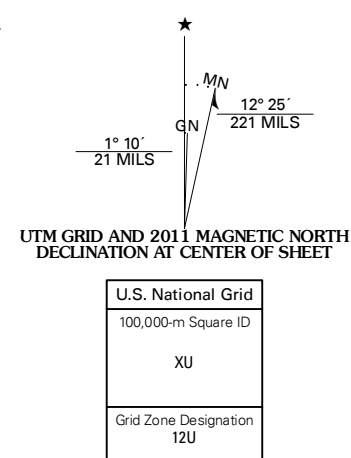 ★
MN
GN
12° 25´
221 MILS
1° 10´
21 MILS
UTM GRID AND 2011 MAGNETIC NORTH
DECLINATION AT CENTER OF SHEET
U.S. National Grid
100,000-m Square ID
XU
Grid Zone Designation
12U